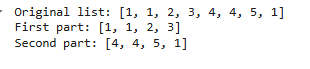 Original list: [1, 1, 2, 3, 4, 4, 5, 1]
First part: [1, 1, 2, 3]
Second part: [4, 4, 5, 1]